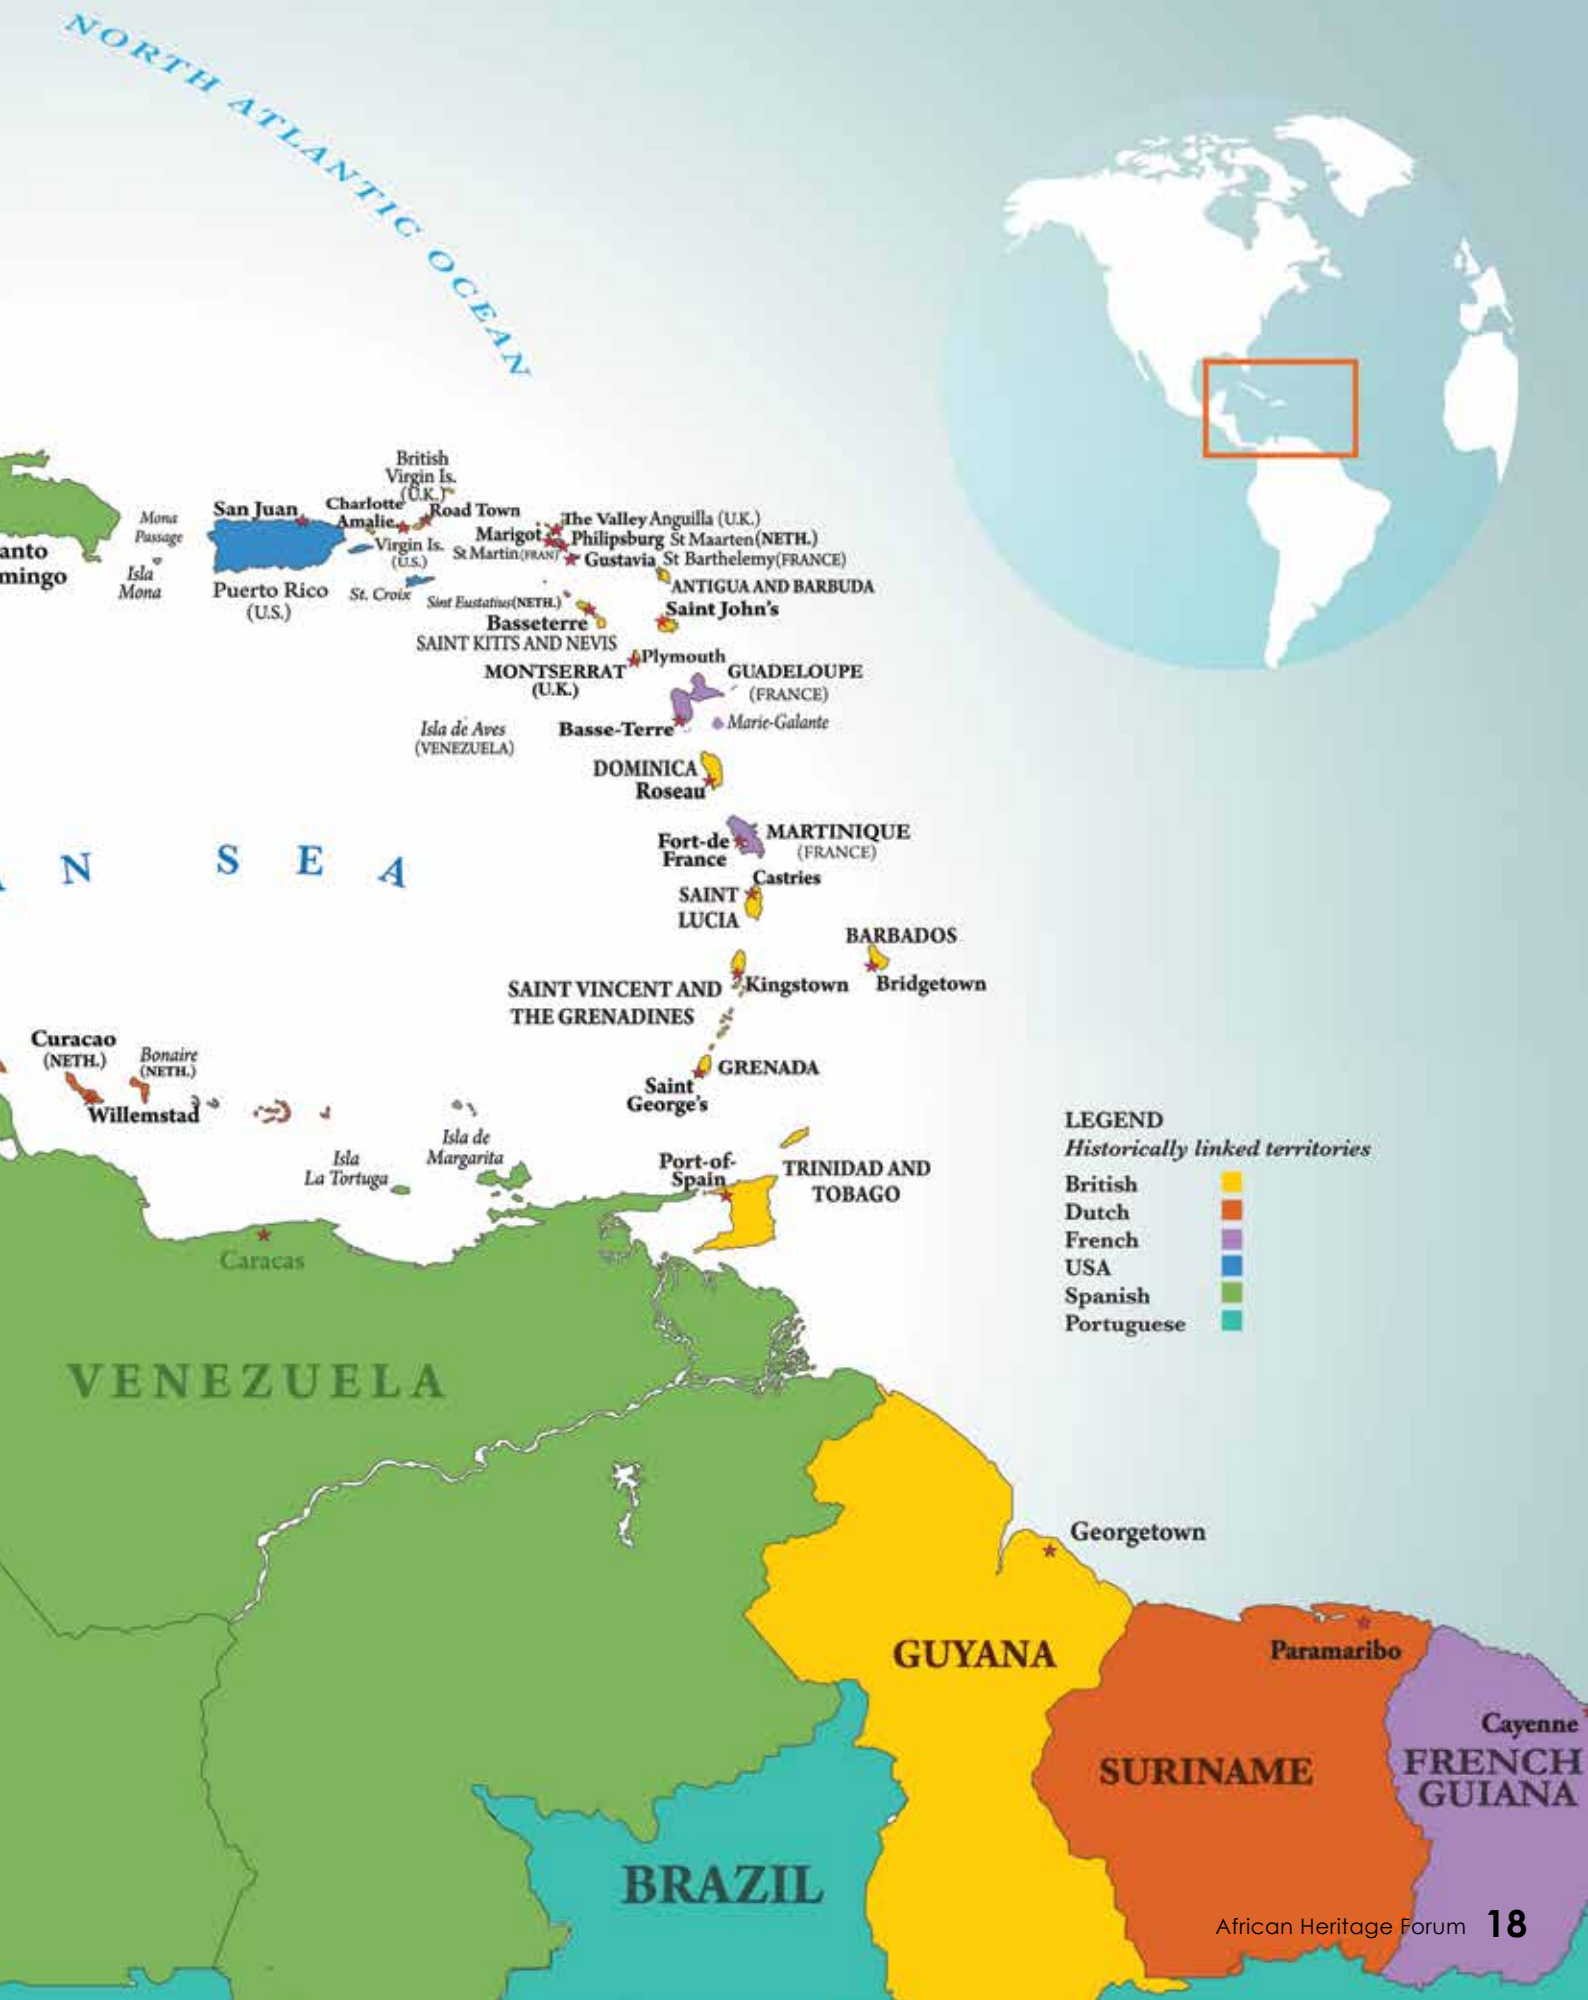 NORTH ATLANTIC OCEAN
British
Virgin Is.
(U.K.)
San Juan
Charlotte
Amalie
Road Town
Mona
Passage
Isla
Mona
anto
mingo
Puerto Rico
(U.S.)
Virgin Is.
(U.S.)
St. Croix
The Valley Anguilla (U.K.)
Marigot
St Martin(FRAN)
Philipsburg St Maarten(NETH.)
Gustavia St Barthelemy(FRANCE)
ANTIGUA AND BARBUDA
Saint John's
Sint Eustatius(NETH.)
Basseterre
SAINT KITTS AND NEVIS
Plymouth
MONTSERRAT
(U.K.)
GUADELOUPE
(FRANCE)
Basse-Terre
Marie-Galante
Isla de Aves
(VENEZUELA)
DOMINICA
Roseau
N SEA
Fort-de
France
MARTINIQUE
(FRANCE)
Castries
SAINT
LUCIA
BARBADOS
Bridgetown
SAINT VINCENT AND
THE GRENADINES
Kingstown
Curacao
(NETH.)
Bonaire
(NETH.)
Willemstad
GRENADA
Saint
George's
Isla
La Tortuga
Isla de
Margarita
Port-of-
Spain
TRINIDAD AND
TOBAGO
LEGEND
Historically linked territories
British
Dutch
French
USA
Spanish
Portuguese
Caracas
VENEZUELA
Georgetown
GUYANA
Paramaribo
SURINAME
Cayenne
FRENCH
GUIANA
BRAZIL
African Heritage Forum 18